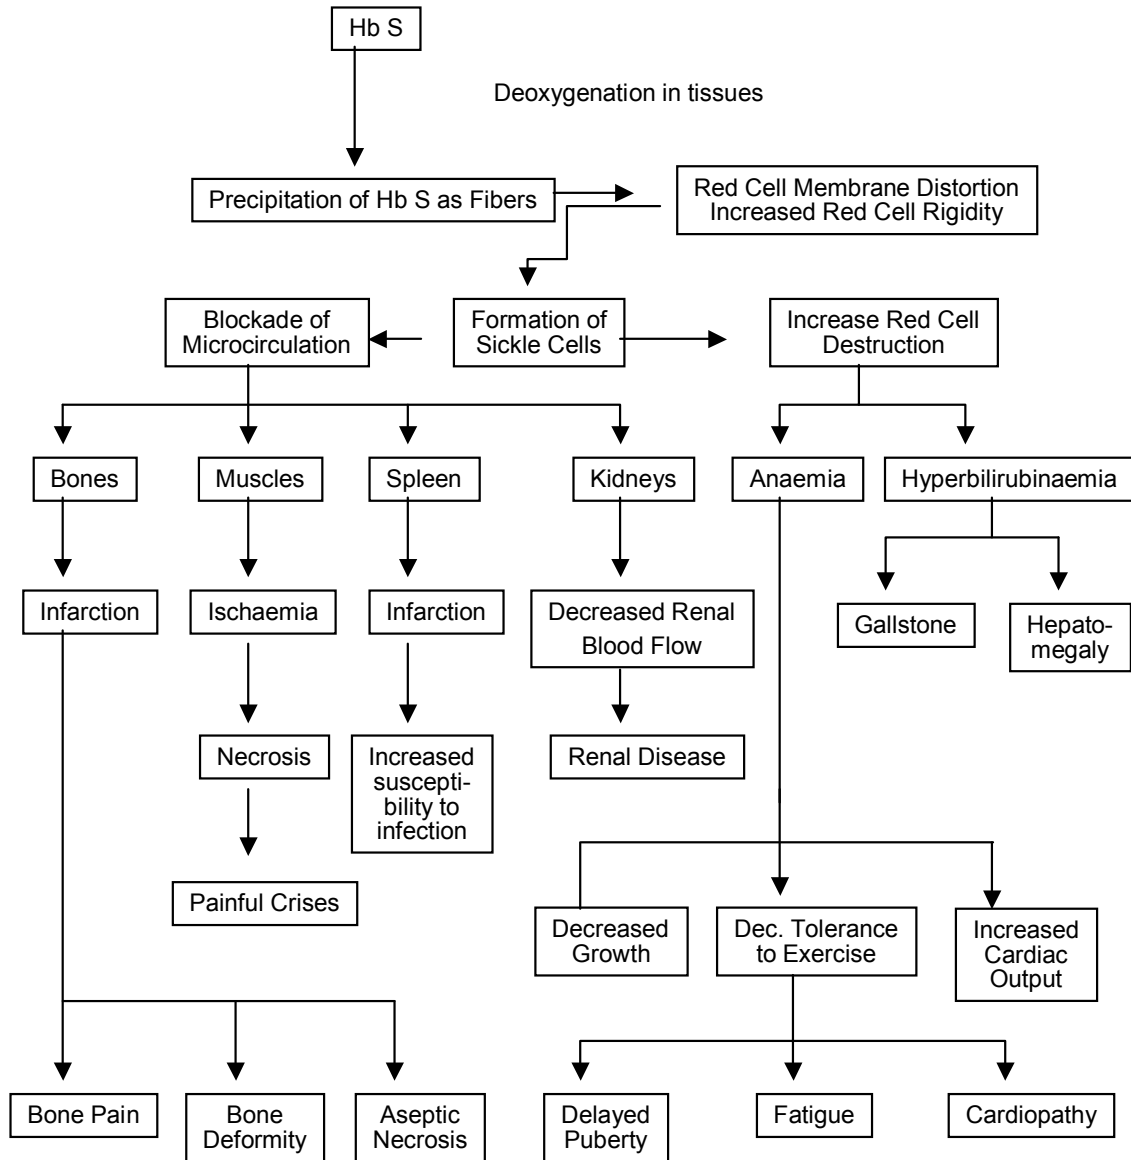 Hb S
Deoxygenation in tissues
Precipitation of Hb S as Fibers
Red Cell Membrane Distortion
Increased Red Cell Rigidity
Blockade of
Microcirculation
Formation of
Sickle Cells
Increase Red Cell
Destruction
Bones
Muscles
Spleen
Kidneys
Anaemia
Hyperbilirubinaemia
Infarction
Ischaemia
Infarction
Decreased Renal
Blood Flow
Gallstone
Hepato-
megaly
Necrosis
Increased
suscepti-
bility to
infection
Renal Disease
Painful Crises
Decreased
Growth
Dec. Tolerance
to Exercise
Increased
Cardiac
Output
Bone Pain
Bone
Deformity
Aseptic
Necrosis
Delayed
Puberty
Fatigue
Cardiopathy